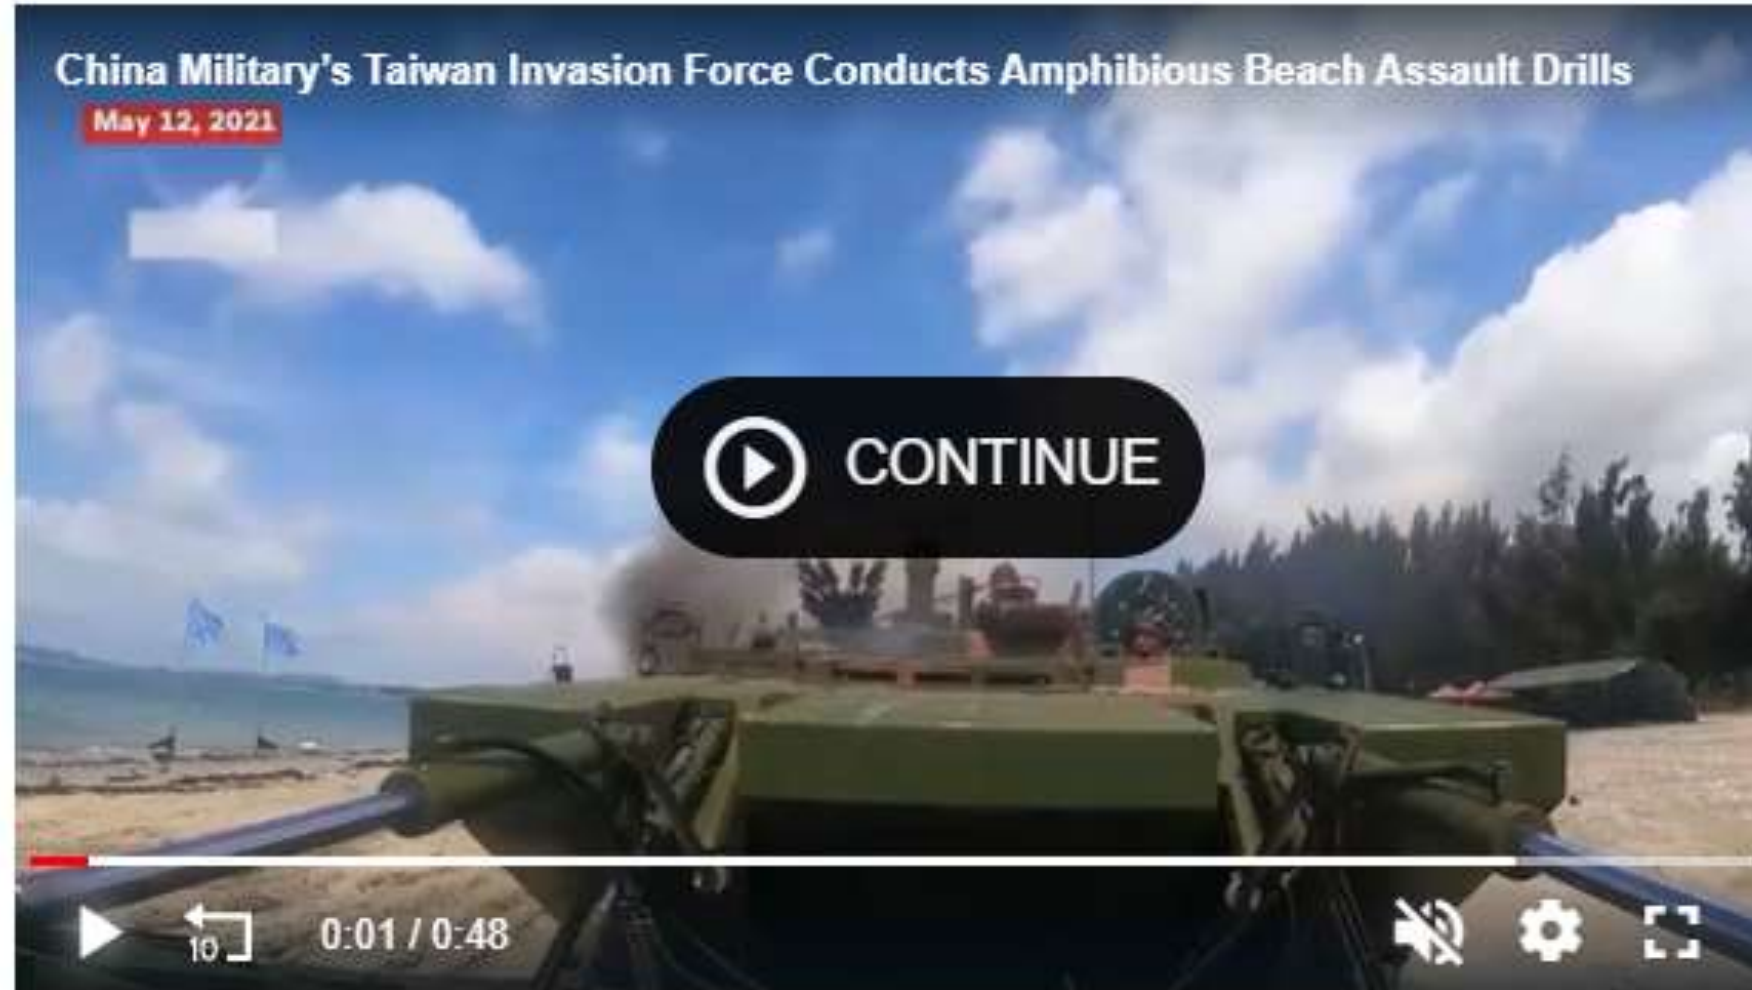 China Military's Taiwan Invasion Force Conducts Amphibious Beach Assault Drills
May 12, 2021
CONTINUE
10
0:01 / 0:48